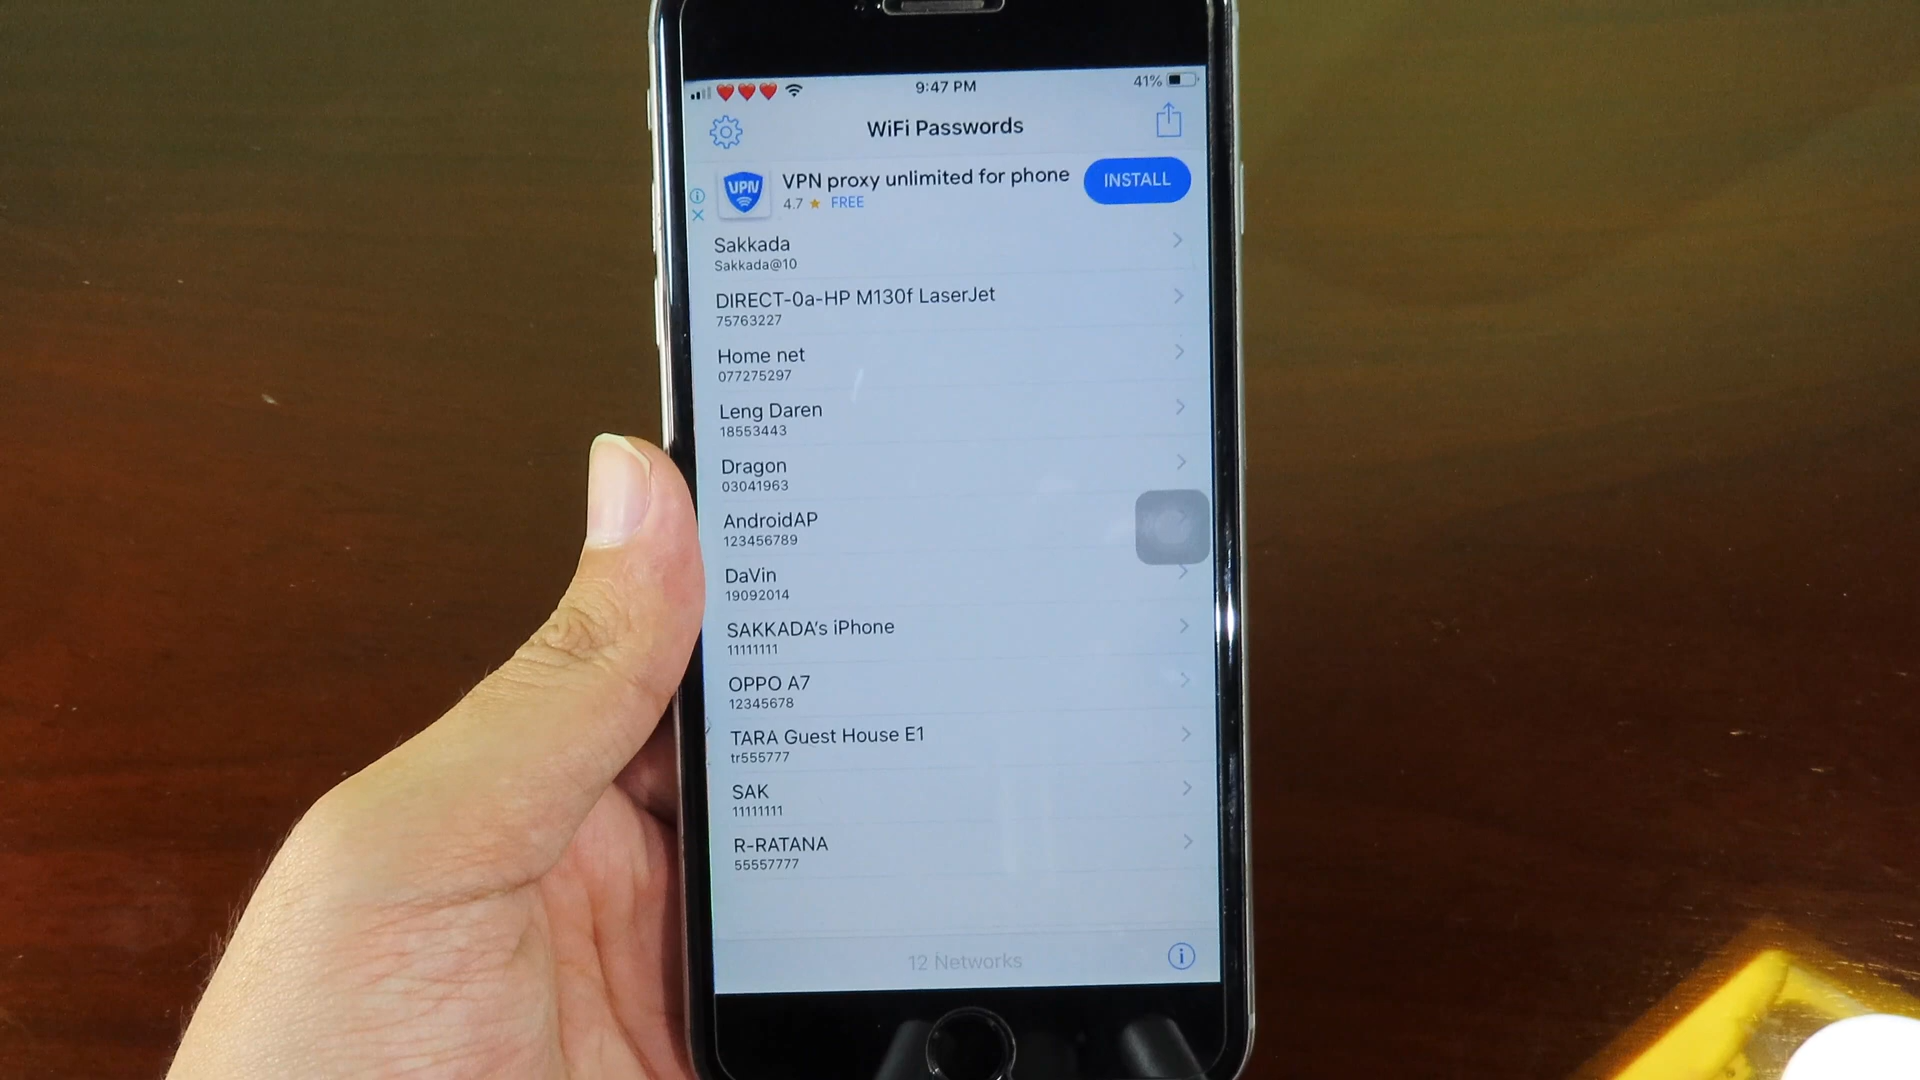 9:47 PM
41%
WiFi Passwords
VPN
VPN proxy unlimited for phone
4.7 ★ FREE
INSTALL
Sakkada
Sakkada@10
DIRECT-0a-HP M130f LaserJet
75763227
Home net
077275297
Leng Daren
18553443
Dragon
03041963
AndroidAP
123456789
DaVin
19092014
SAKKADA's iPhone
11111111
OPPO A7
12345678
TARA Guest House E1
tr555777
SAK
11111111
R-RATANA
55557777
12 Networks